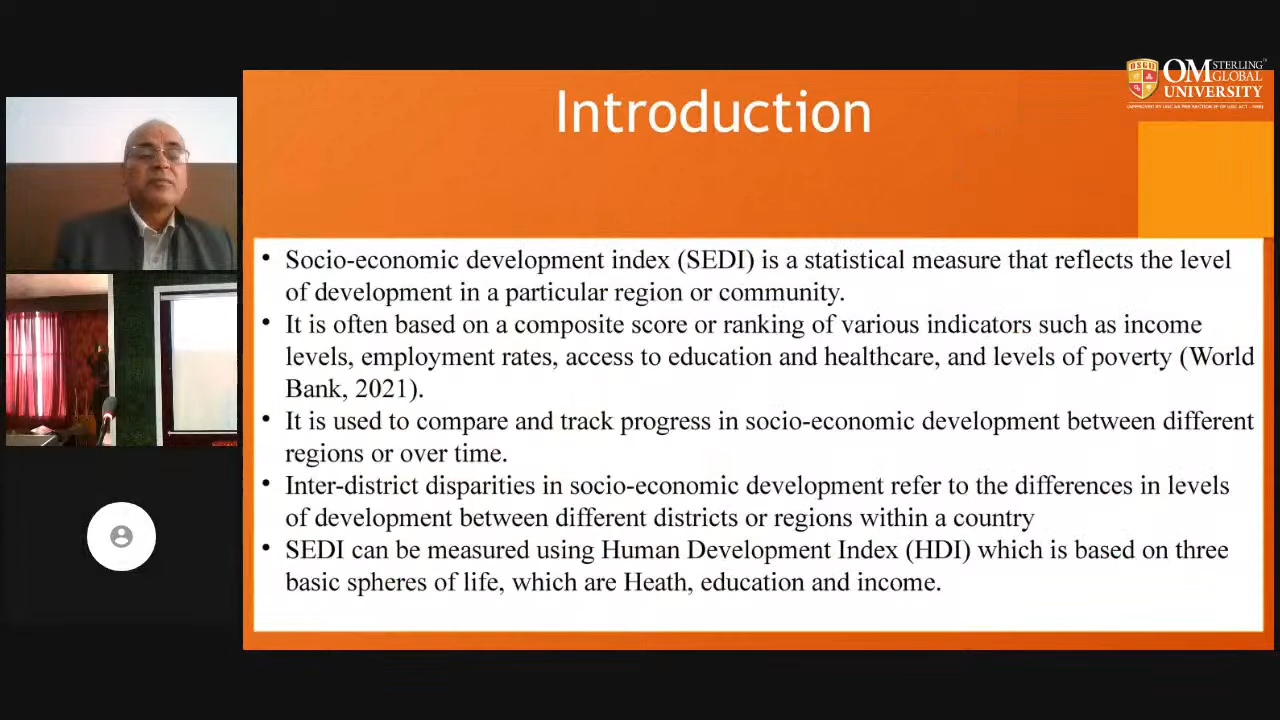 OM STERLING
GLOBAL
UNIVERSITY
Introduction
• Socio-economic development index (SEDI) is a statistical measure that reflects the level
of development in a particular region or community.
• It is often based on a composite score or ranking of various indicators such as income
levels, employment rates, access to education and healthcare, and levels of poverty (World
Bank, 2021).
• It is used to compare and track progress in socio-economic development between different
regions or over time.
• Inter-district disparities in socio-economic development refer to the differences in levels
of development between different districts or regions within a country
• SEDI can be measured using Human Development Index (HDI) which is based on three
basic spheres of life, which are Heath, education and income.